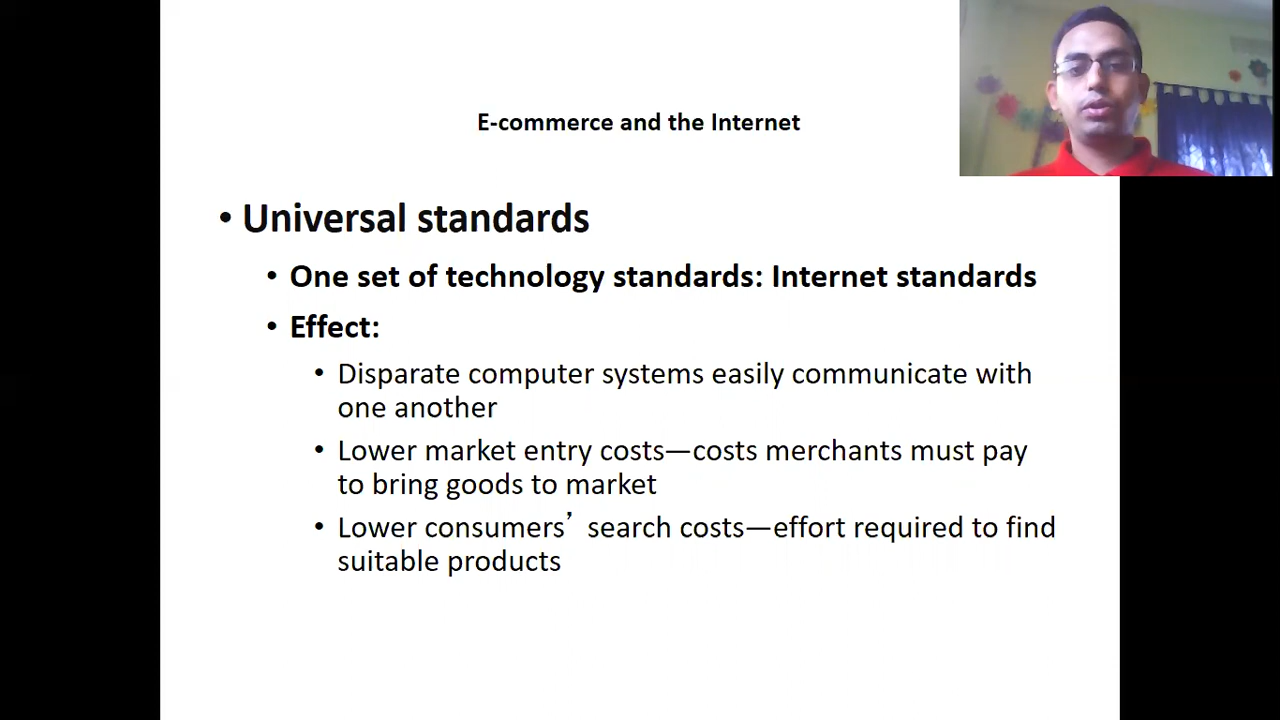 E-commerce and the Internet
• Universal standards
• One set of technology standards: Internet standards
• Effect:
• Disparate computer systems easily communicate with
one another
• Lower market entry costs—costs merchants must pay
to bring goods to market
• Lower consumers’ search costs—effort required to find
suitable products